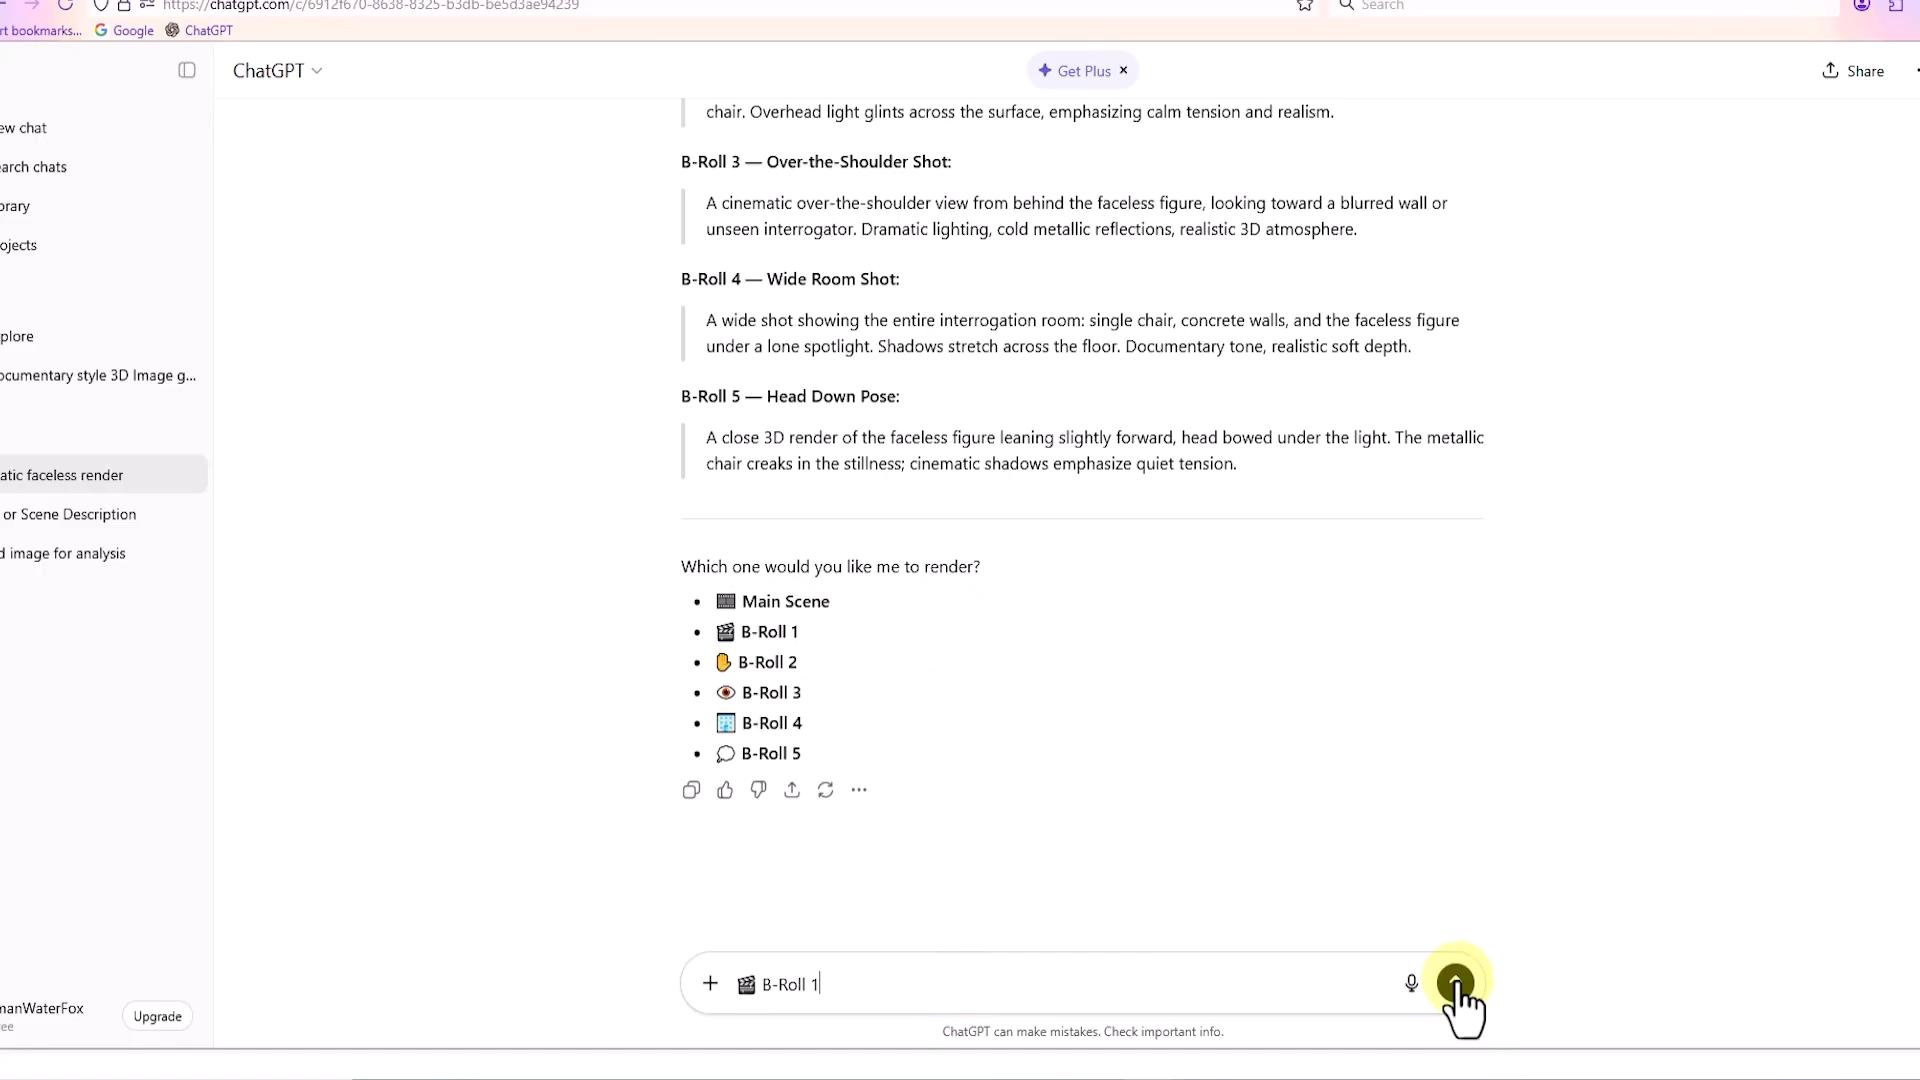 https://chatgpt.com/c/6912f670-8638-8325-b3db-be5d3ae94239
Search
rt bookmarks...
Google
ChatGPT
ChatGPT
Get Plus
Share
ew chat
earch chats
brary
ojects
plore
ocumentary style 3D Image g...
atic faceless render
or Scene Description
d image for analysis
chair. Overhead light glints across the surface, emphasizing calm tension and realism.
B-Roll 3 — Over-the-Shoulder Shot:
A cinematic over-the-shoulder view from behind the faceless figure, looking toward a blurred wall or
unseen interrogator. Dramatic lighting, cold metallic reflections, realistic 3D atmosphere.
B-Roll 4 — Wide Room Shot:
A wide shot showing the entire interrogation room: single chair, concrete walls, and the faceless figure
under a lone spotlight. Shadows stretch across the floor. Documentary tone, realistic soft depth.
B-Roll 5 — Head Down Pose:
A close 3D render of the faceless figure leaning slightly forward, head bowed under the light. The metallic
chair creaks in the stillness; cinematic shadows emphasize quiet tension.
Which one would you like me to render?
• 🎞️ Main Scene
• 🎬 B-Roll 1
• ✋ B-Roll 2
• 👁️ B-Roll 3
• 🏢 B-Roll 4
• 💭 B-Roll 5
🎬 B-Roll 1
manWaterFox
ree
Upgrade
ChatGPT can make mistakes. Check important info.